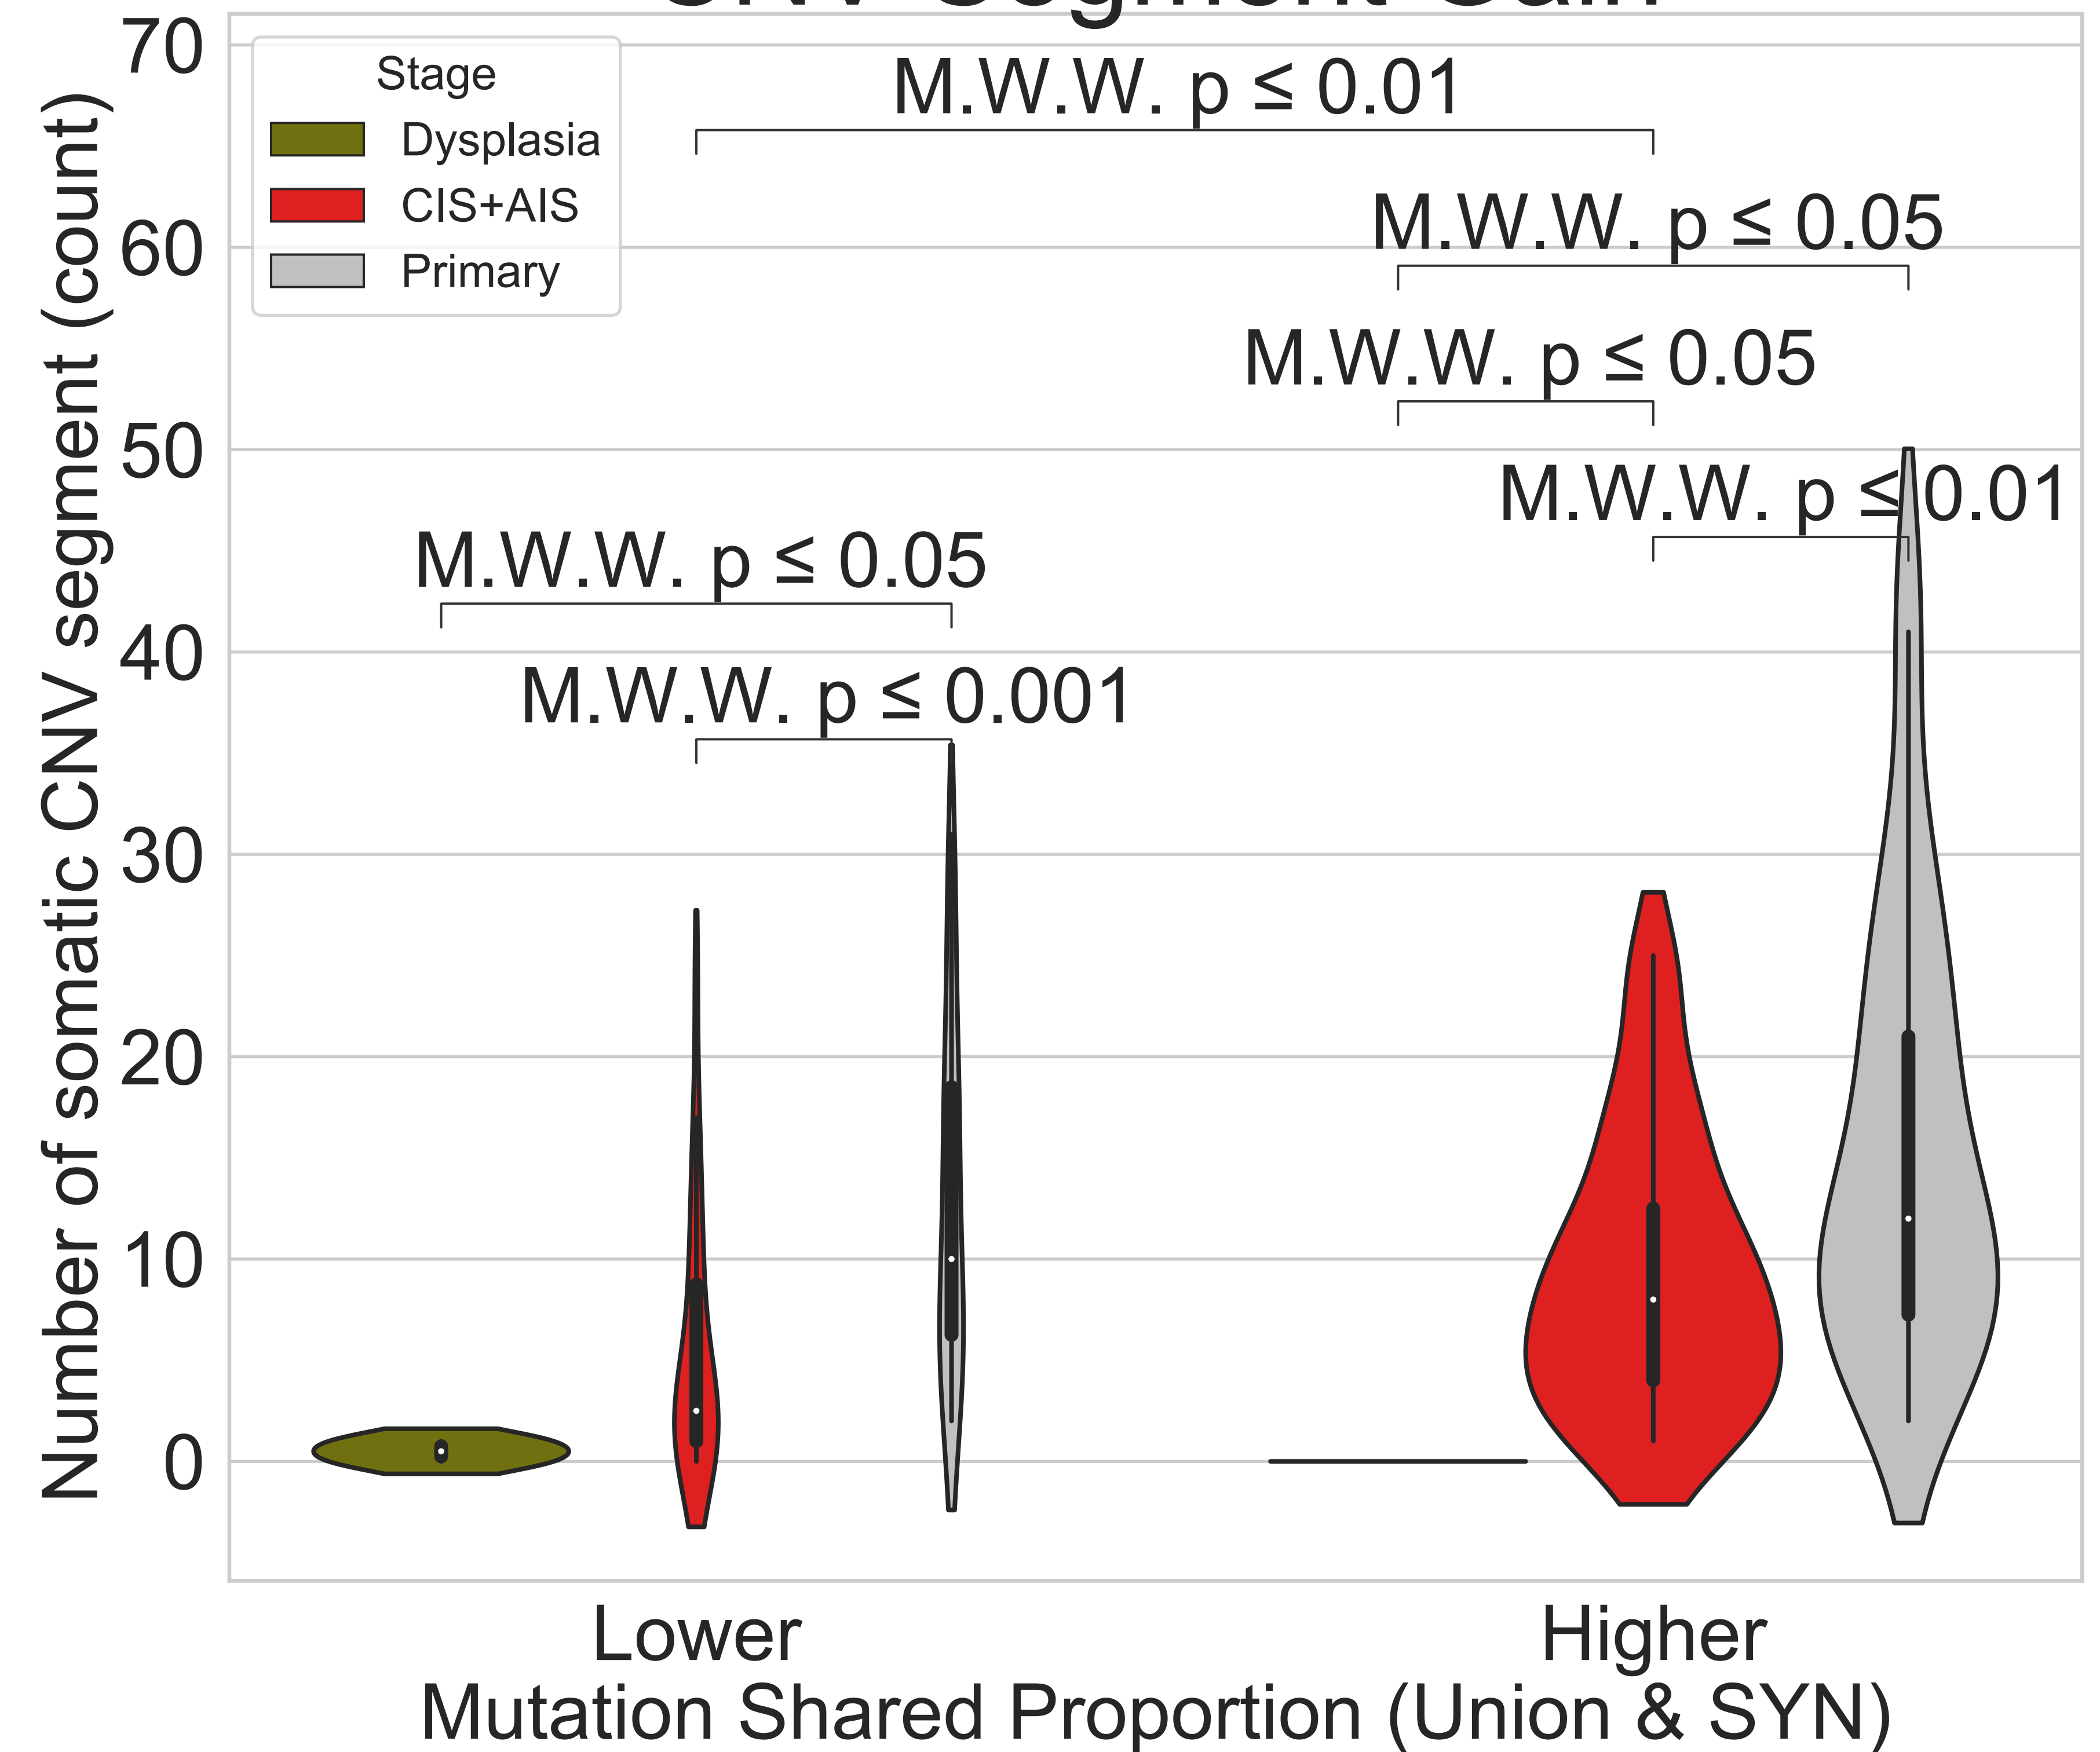 70
60
50
40
30
20
10
0
Number of somatic CNV segment (count)
Stage
Dysplasia
CIS+AIS
Primary
M.W.W. p ≤ 0.01
M.W.W. p ≤ 0.05
M.W.W. p ≤ 0.05
M.W.W. p ≤ 0.01
M.W.W. p ≤ 0.05
M.W.W. p ≤ 0.001
Lower
Higher
Mutation Shared Proportion (Union & SYN)